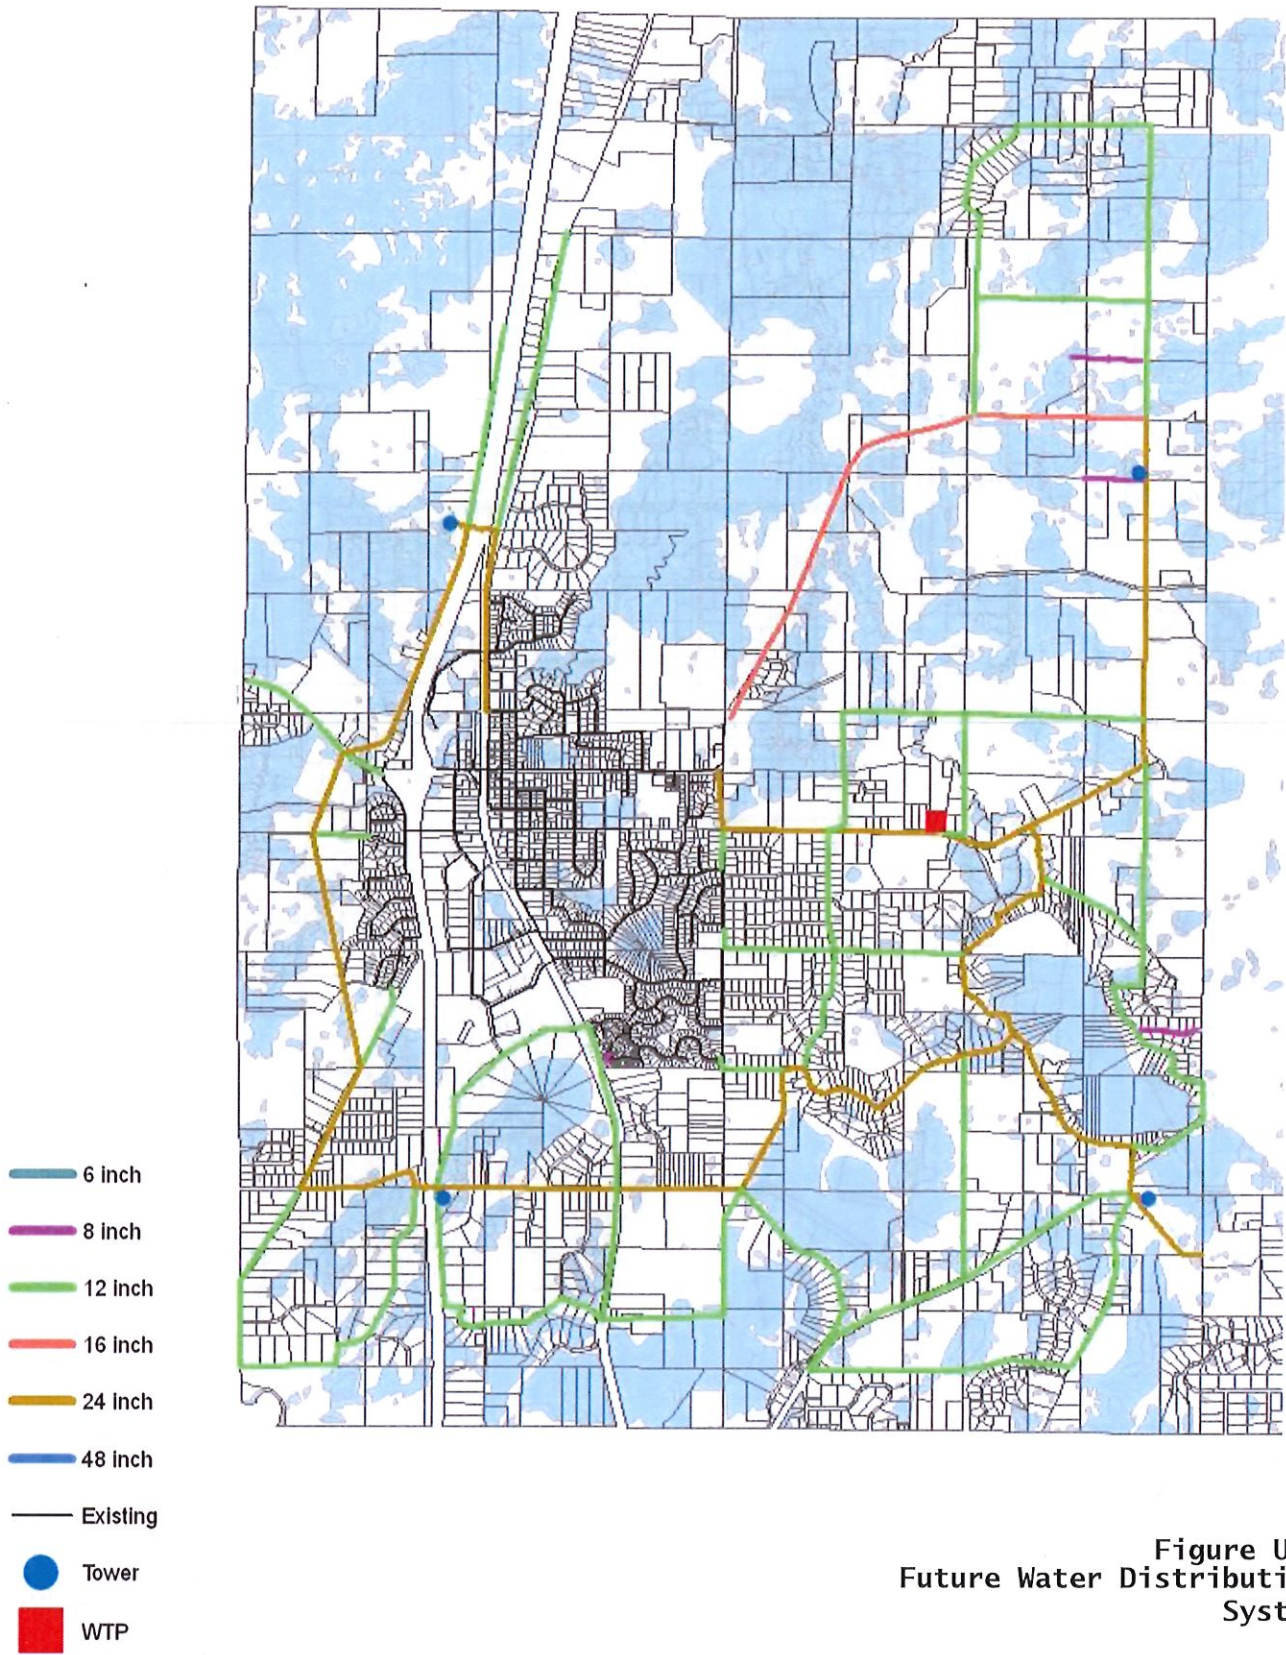 6 inch
8 inch
12 inch
16 inch
24 inch
48 inch
Existing
Tower
WTP
Figure U
Future Water Distributi
Syst